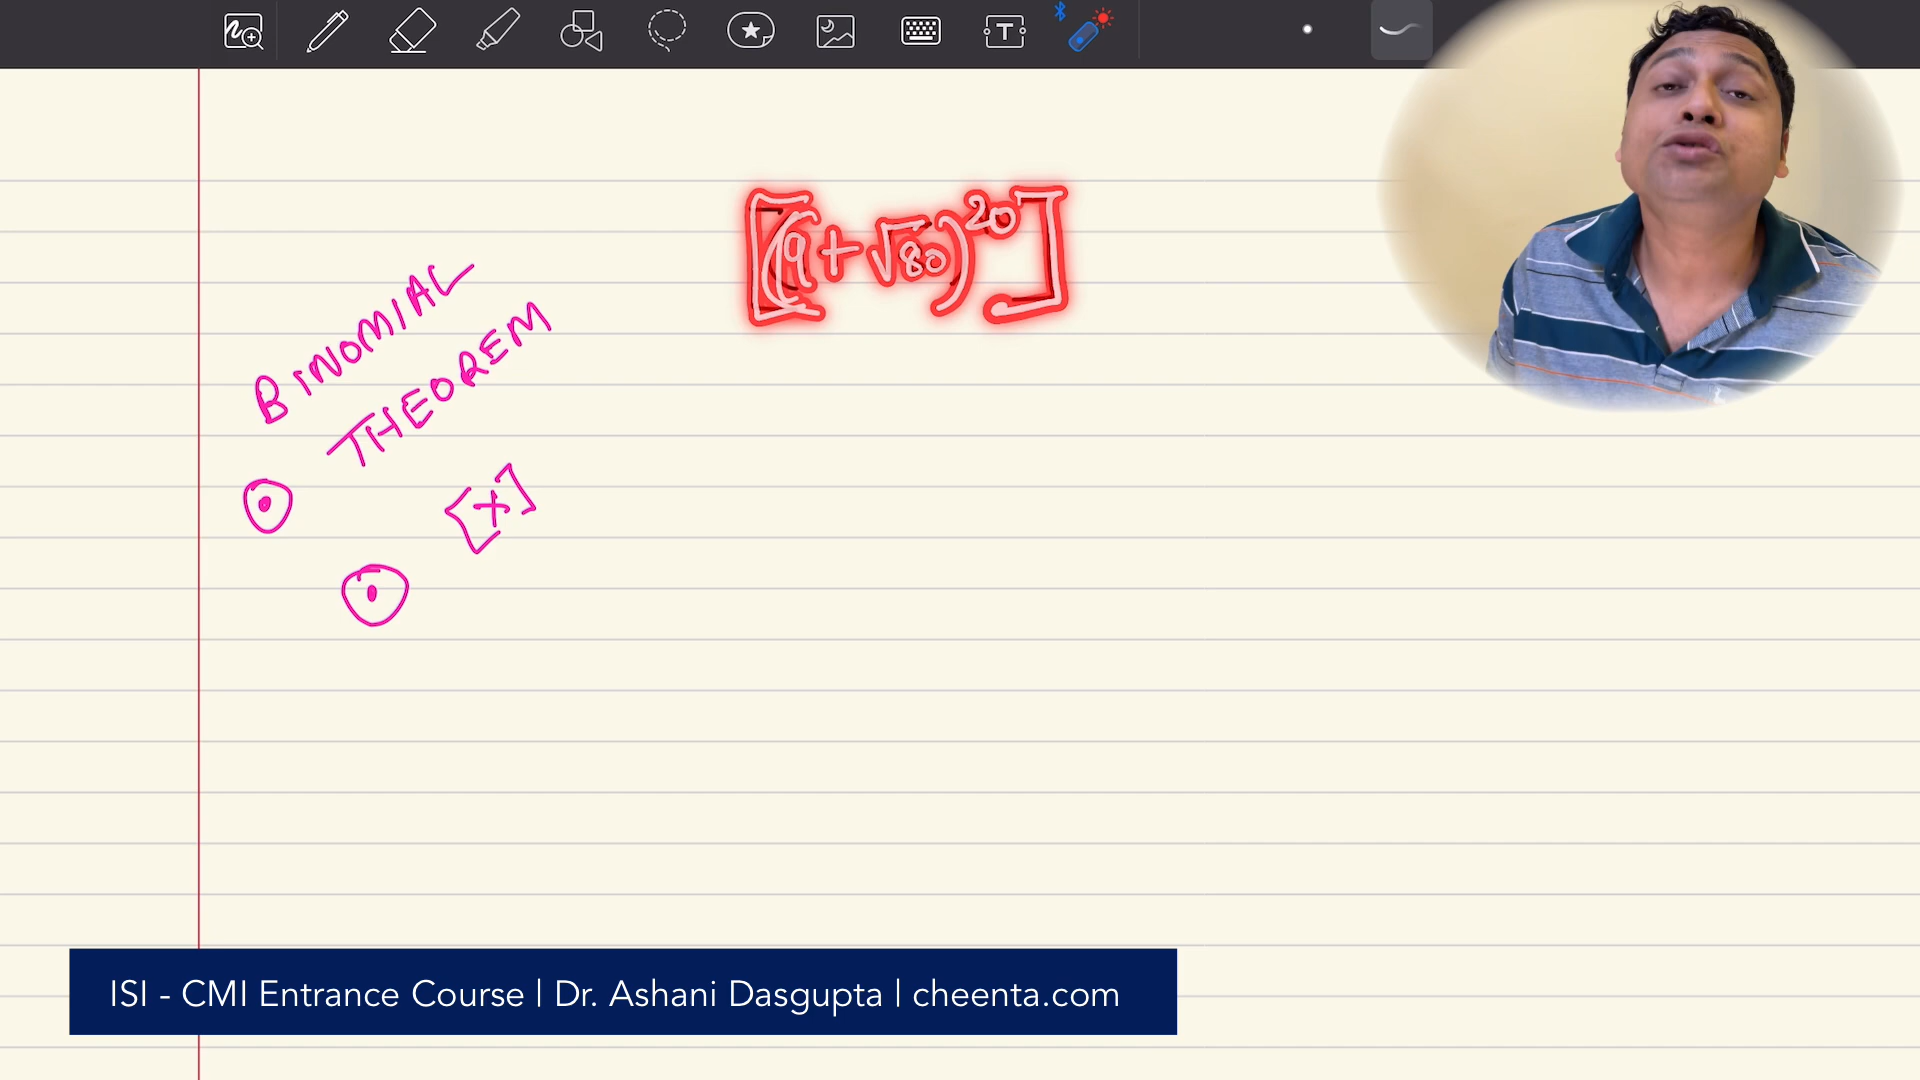 [(9+√80)^20]
BINOMIAL
THEOREM
[x]
ISI - CMI Entrance Course | Dr. Ashani Dasgupta | cheenta.com